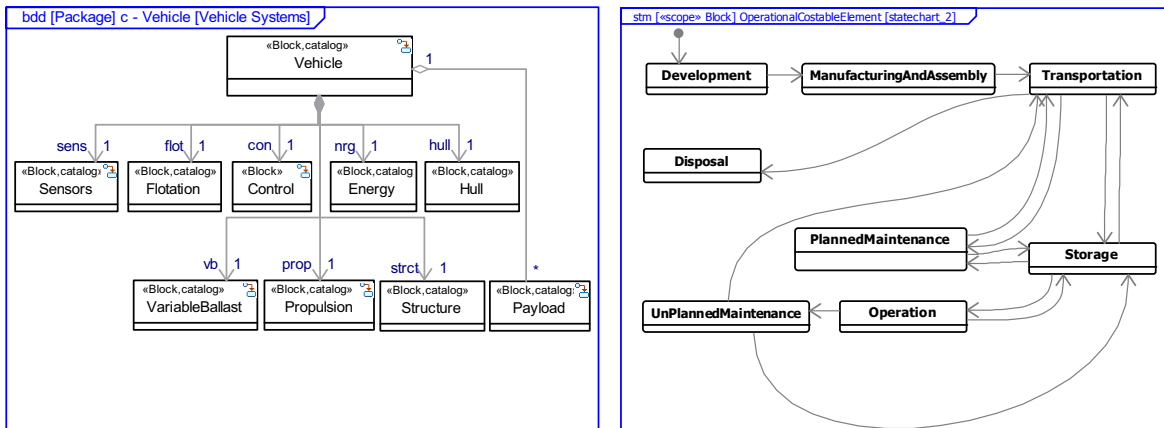 bdd [Package] c - Vehicle [Vehicle Systems]
«Block,catalog»
Vehicle
1
sens 1
flot 1
con 1
nrg 1
hull 1
«Block,catalog»
Sensors
«Block,catalog»
Flotation
«Block»
Control
«Block,catalog
Energy
«Block,catalog»
Hull
vb 1
prop 1
strct 1
*
«Block,catalog»
VariableBallast
«Block,catalog»
Propulsion
«Block,catalog»
Structure
«Block,catalog»
Payload
stm [«scope» Block] OperationalCostableElement [statechart_2]
Development
ManufacturingAndAssembly
Transportation
Disposal
PlannedMaintenance
Storage
UnPlannedMaintenance
Operation